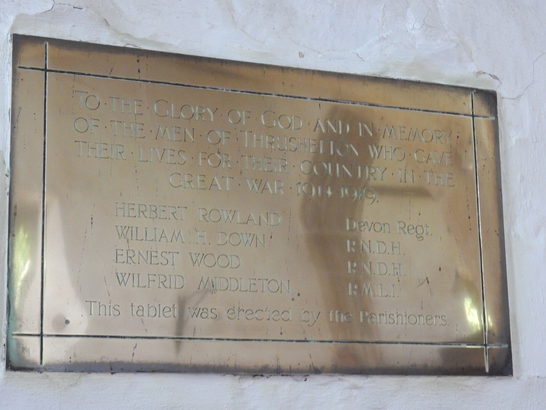 TO · THE · GLORY OF GOD AND IN MEMORY
OF · THE · MEN · OF THRUSHELTON WHO GAVE
THEIR · LIVES · FOR · THEIR · COUNTRY · IN · THE
GREAT · WAR · 1914-1919.
HERBERT ROWLAND Devon Regt.
WILLIAM · H. DOWN R.N.D.H.
ERNEST WOOD R.N.D.H.
WILFRID MIDDLETON R.M.L.I.
This tablet was erected by the Parishioners.